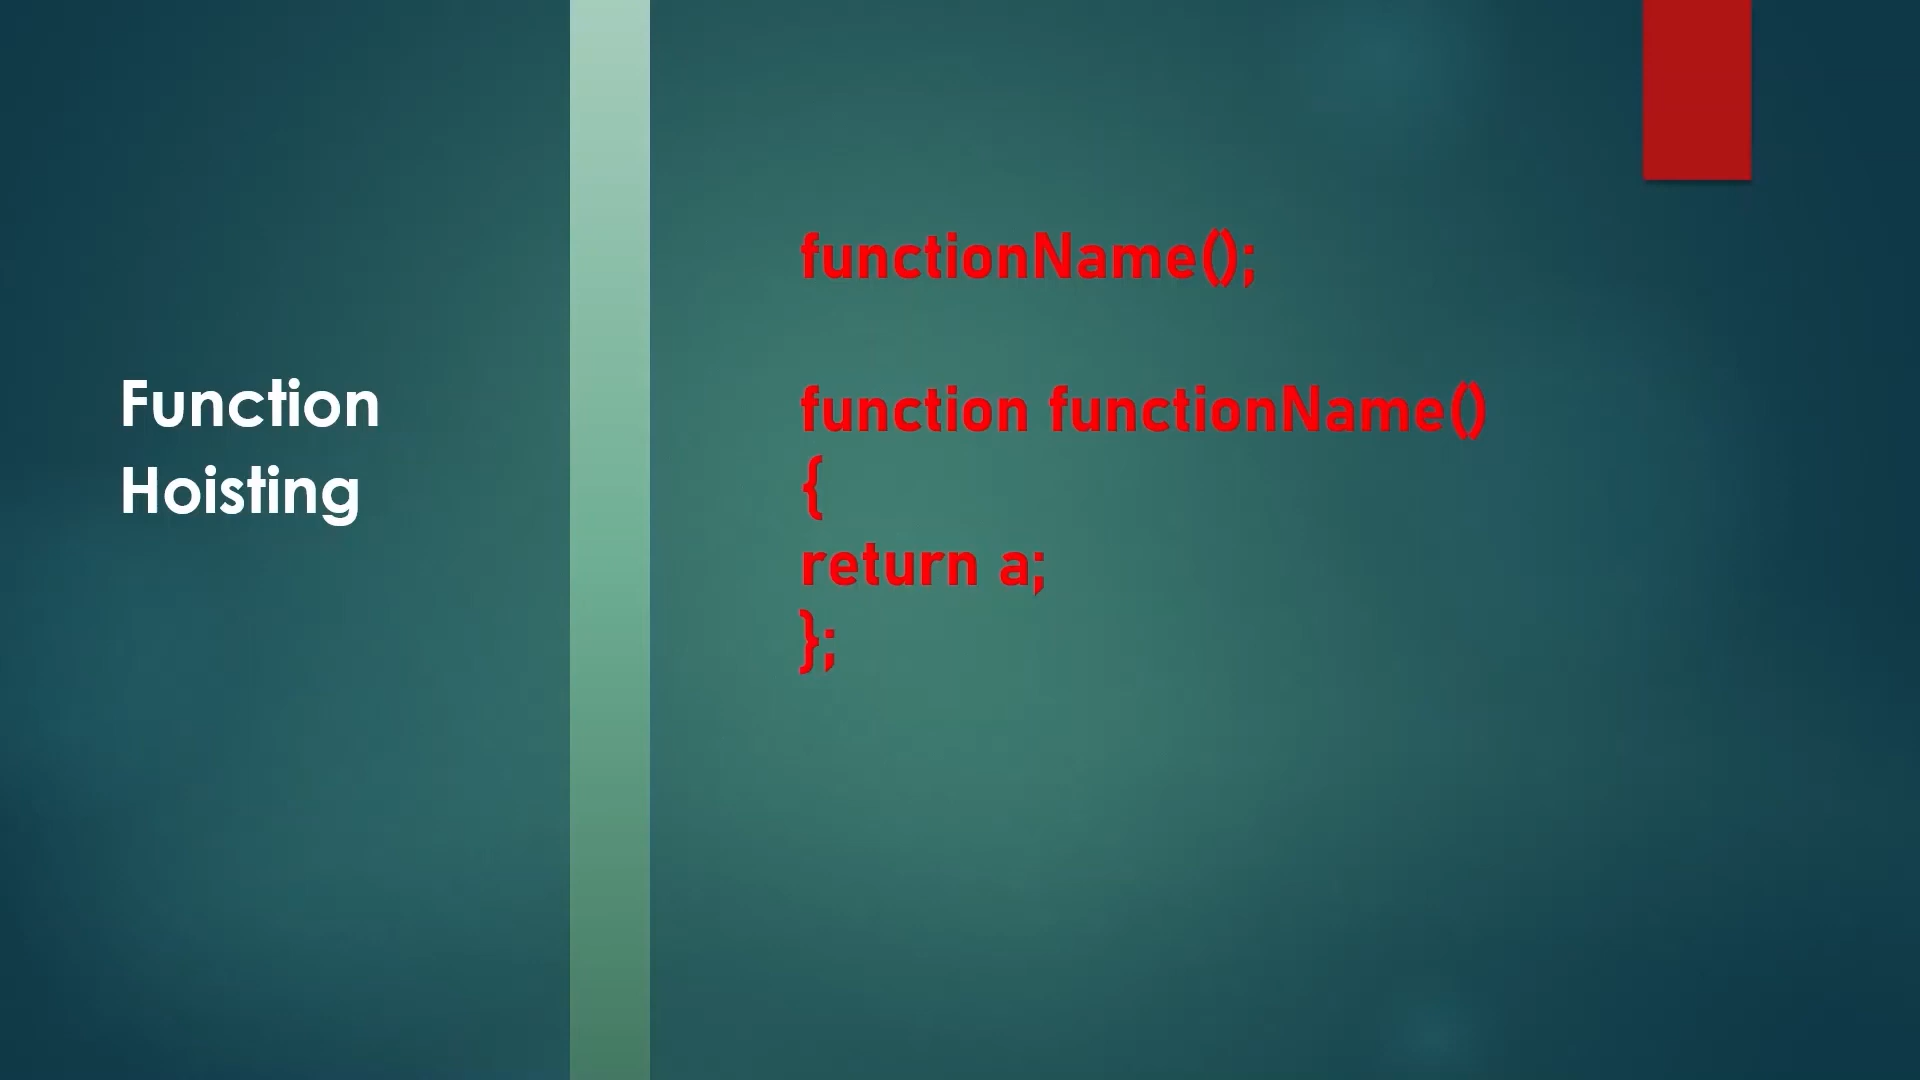 Function
Hoisting
functionName();
function functionName()
{
return a;
};